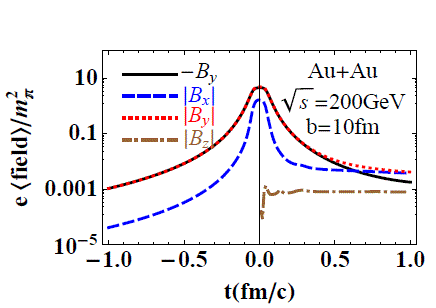 e ⟨field⟩/m_π^2
10
0.1
0.001
10^-5
−B_y
|B_x|
|B_y|
|B_z|
Au+Au
√s =200GeV
b=10fm
−1.0 −0.5 0.0 0.5 1.0
t(fm/c)